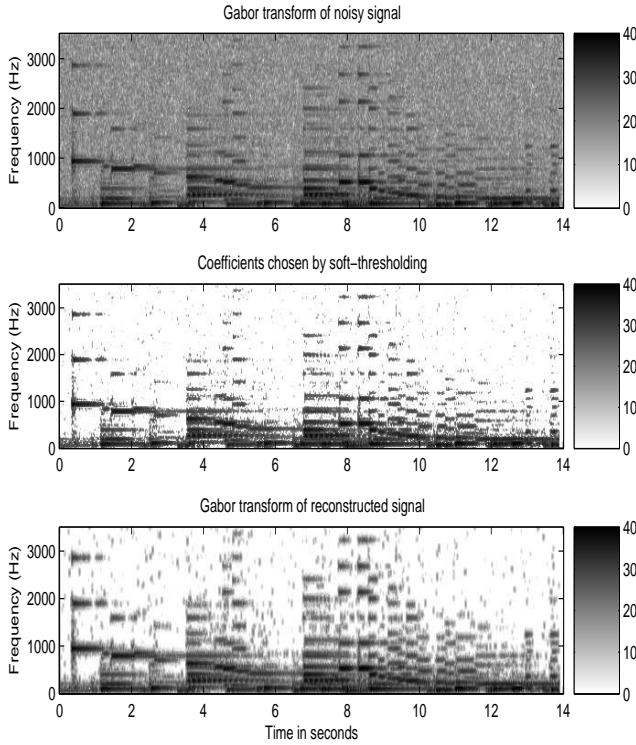 Gabor transform of noisy signal
Frequency (Hz)
3000
2000
1000
0
0 2 4 6 8 10 12 14
40
30
20
10
0
Coefficients chosen by soft-thresholding
Frequency (Hz)
3000
2000
1000
0
0 2 4 6 8 10 12 14
40
30
20
10
0
Gabor transform of reconstructed signal
Frequency (Hz)
3000
2000
1000
0
0 2 4 6 8 10 12 14
Time in seconds
40
30
20
10
0